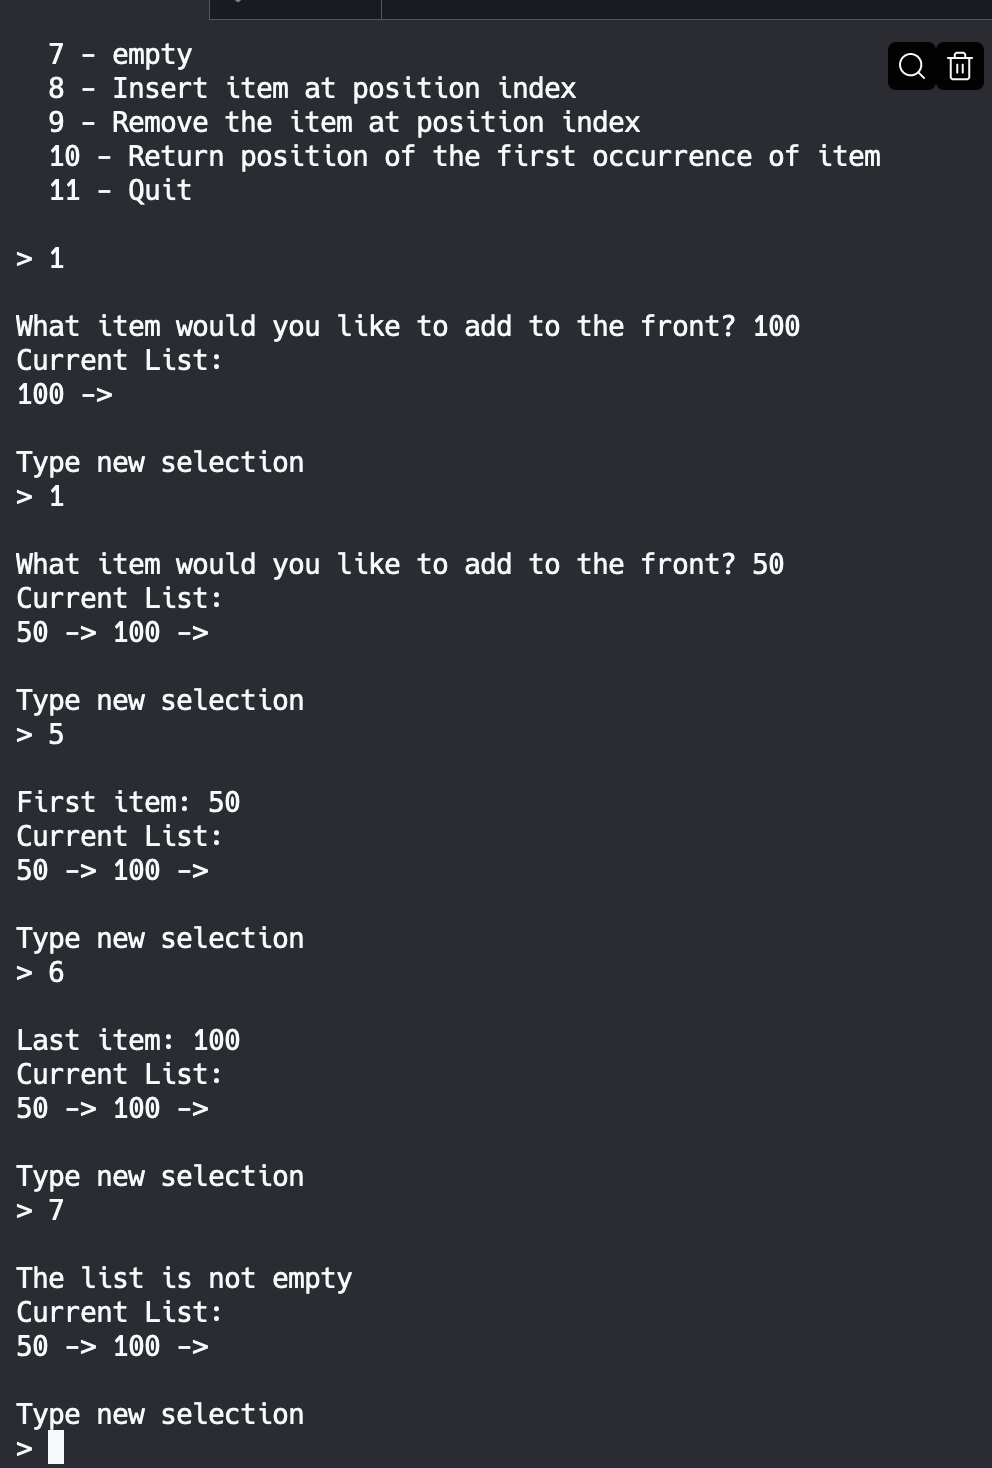 7 - empty
8 - Insert item at position index
9 - Remove the item at position index
10 - Return position of the first occurrence of item
11 - Quit
> 1
What item would you like to add to the front? 100
Current List:
100 ->
Type new selection
> 1
What item would you like to add to the front? 50
Current List:
50 -> 100 ->
Type new selection
> 5
First item: 50
Current List:
50 -> 100 ->
Type new selection
> 6
Last item: 100
Current List:
50 -> 100 ->
Type new selection
> 7
The list is not empty
Current List:
50 -> 100 ->
Type new selection
>